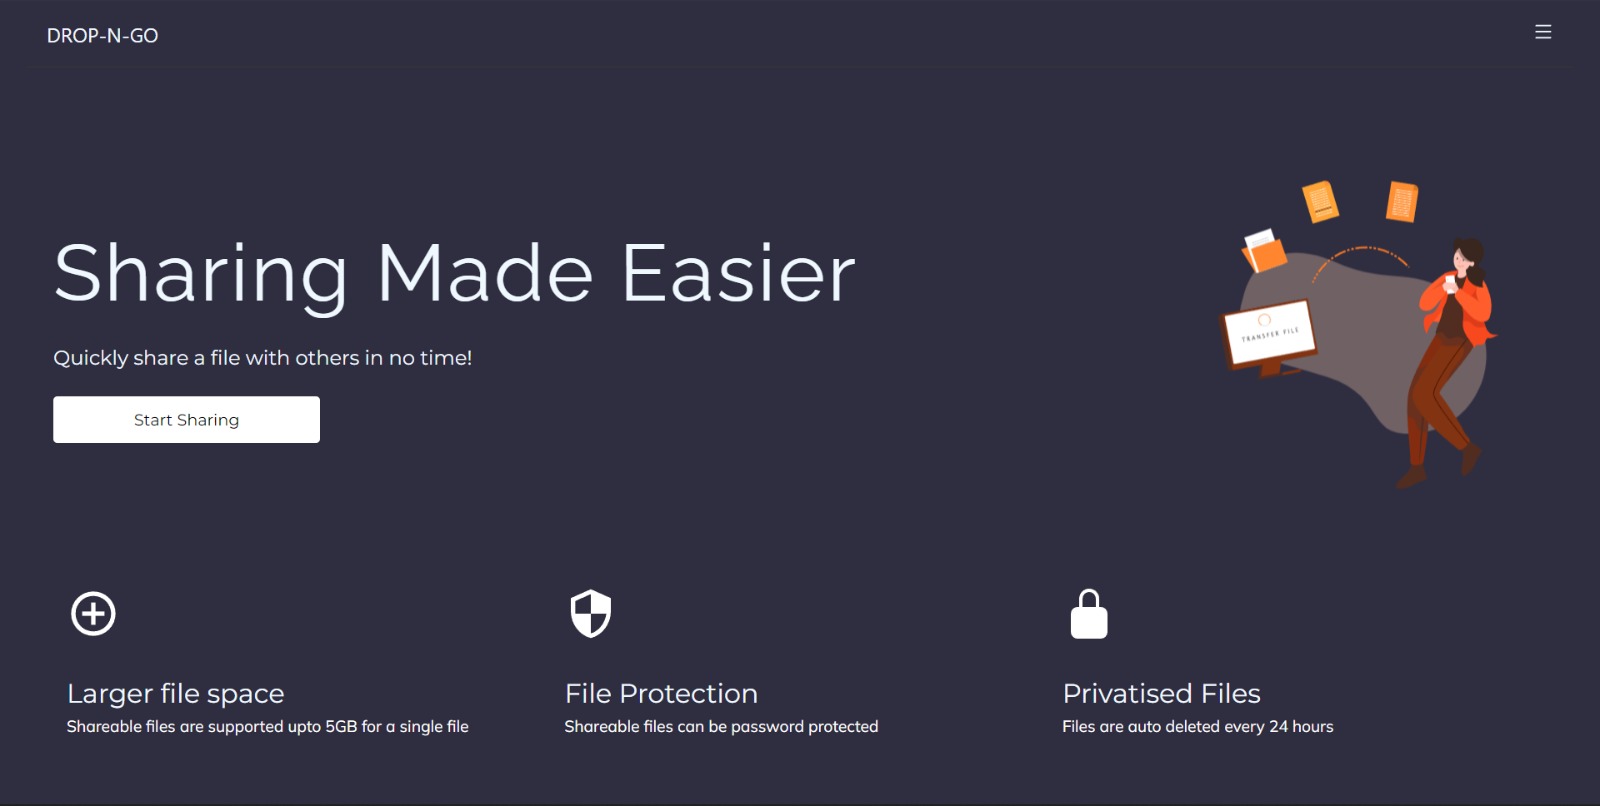 DROP-N-GO
Sharing Made Easier
Quickly share a file with others in no time!
Start Sharing
TRANSFER FILE
Larger file space
Shareable files are supported upto 5GB for a single file
File Protection
Shareable files can be password protected
Privatised Files
Files are auto deleted every 24 hours